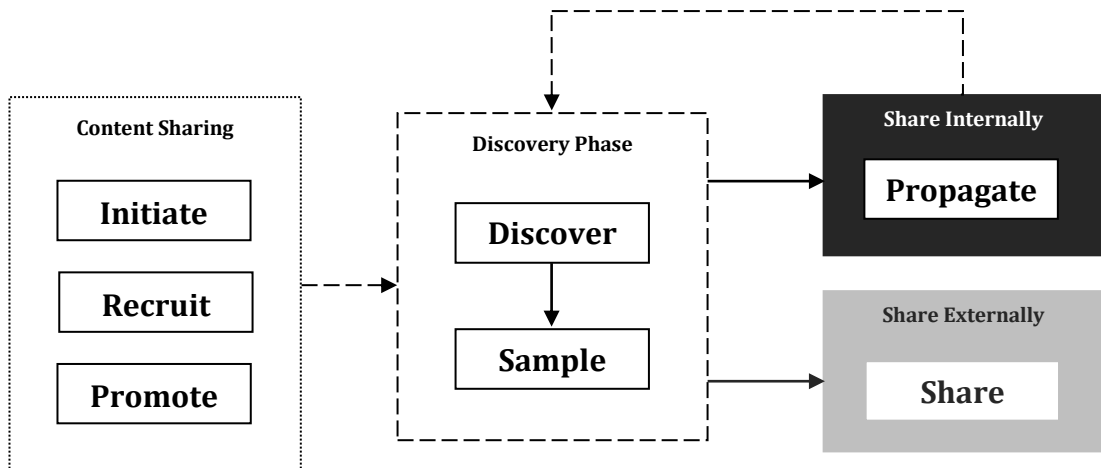 Content Sharing
Initiate
Recruit
Promote
Discovery Phase
Discover
Sample
Share Internally
Propagate
Share Externally
Share